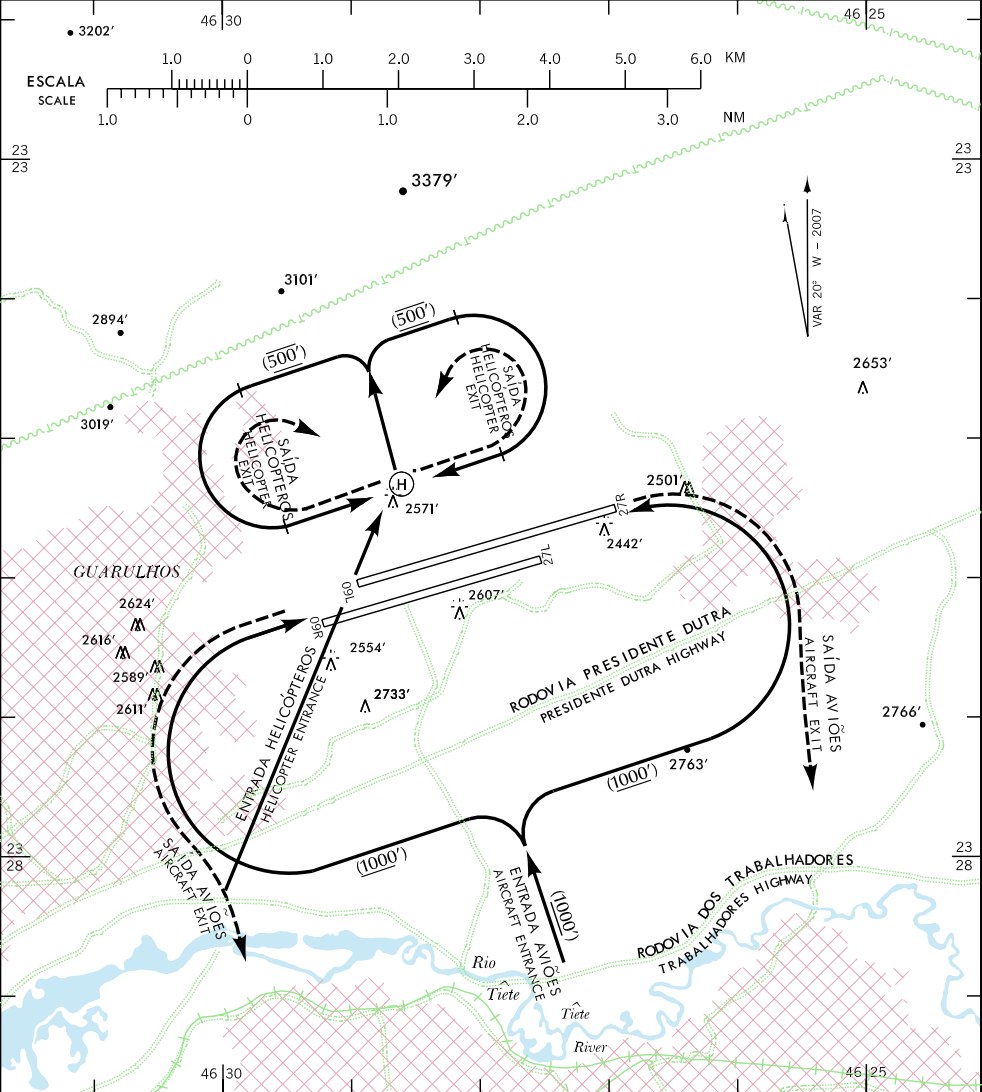 46 30
46 25
3202'
ESCALA
SCALE
1.0 0 1.0 2.0 3.0 4.0 5.0 6.0 KM
1.0 0 1.0 2.0 3.0 NM
23
23
23
23
3379'
VAR 20° W - 2007
3101'
2894'
(500')
(500')
2653'
3019'
SAÍDA
HELICÓPTEROS
HELICOPTER
EXIT
SAÍDA
HELICÓPTEROS
HELICOPTER
EXIT
H
2571'
2501'
27R
2442'
27L
GUARULHOS
09L
2607'
2624'
09R
2616'
2554'
2589'
2611'
2733'
RODOVIA PRESIDENTE DUTRA
PRESIDENTE DUTRA HIGHWAY
SAÍDA AVIÕES
AIRCRAFT EXIT
2766'
ENTRADA HELICÓPTEROS
HELICOPTER ENTRANCE
2763'
(1000')
(1000')
23
28
23
28
SAÍDA AVIÕES
AIRCRAFT EXIT
ENTRADA AVIÕES
AIRCRAFT ENTRANCE
(1000')
RODOVIA DOS TRABALHADORES
TRABALHADORES HIGHWAY
Rio
Tîete
Tîete
River
46 30
46 25